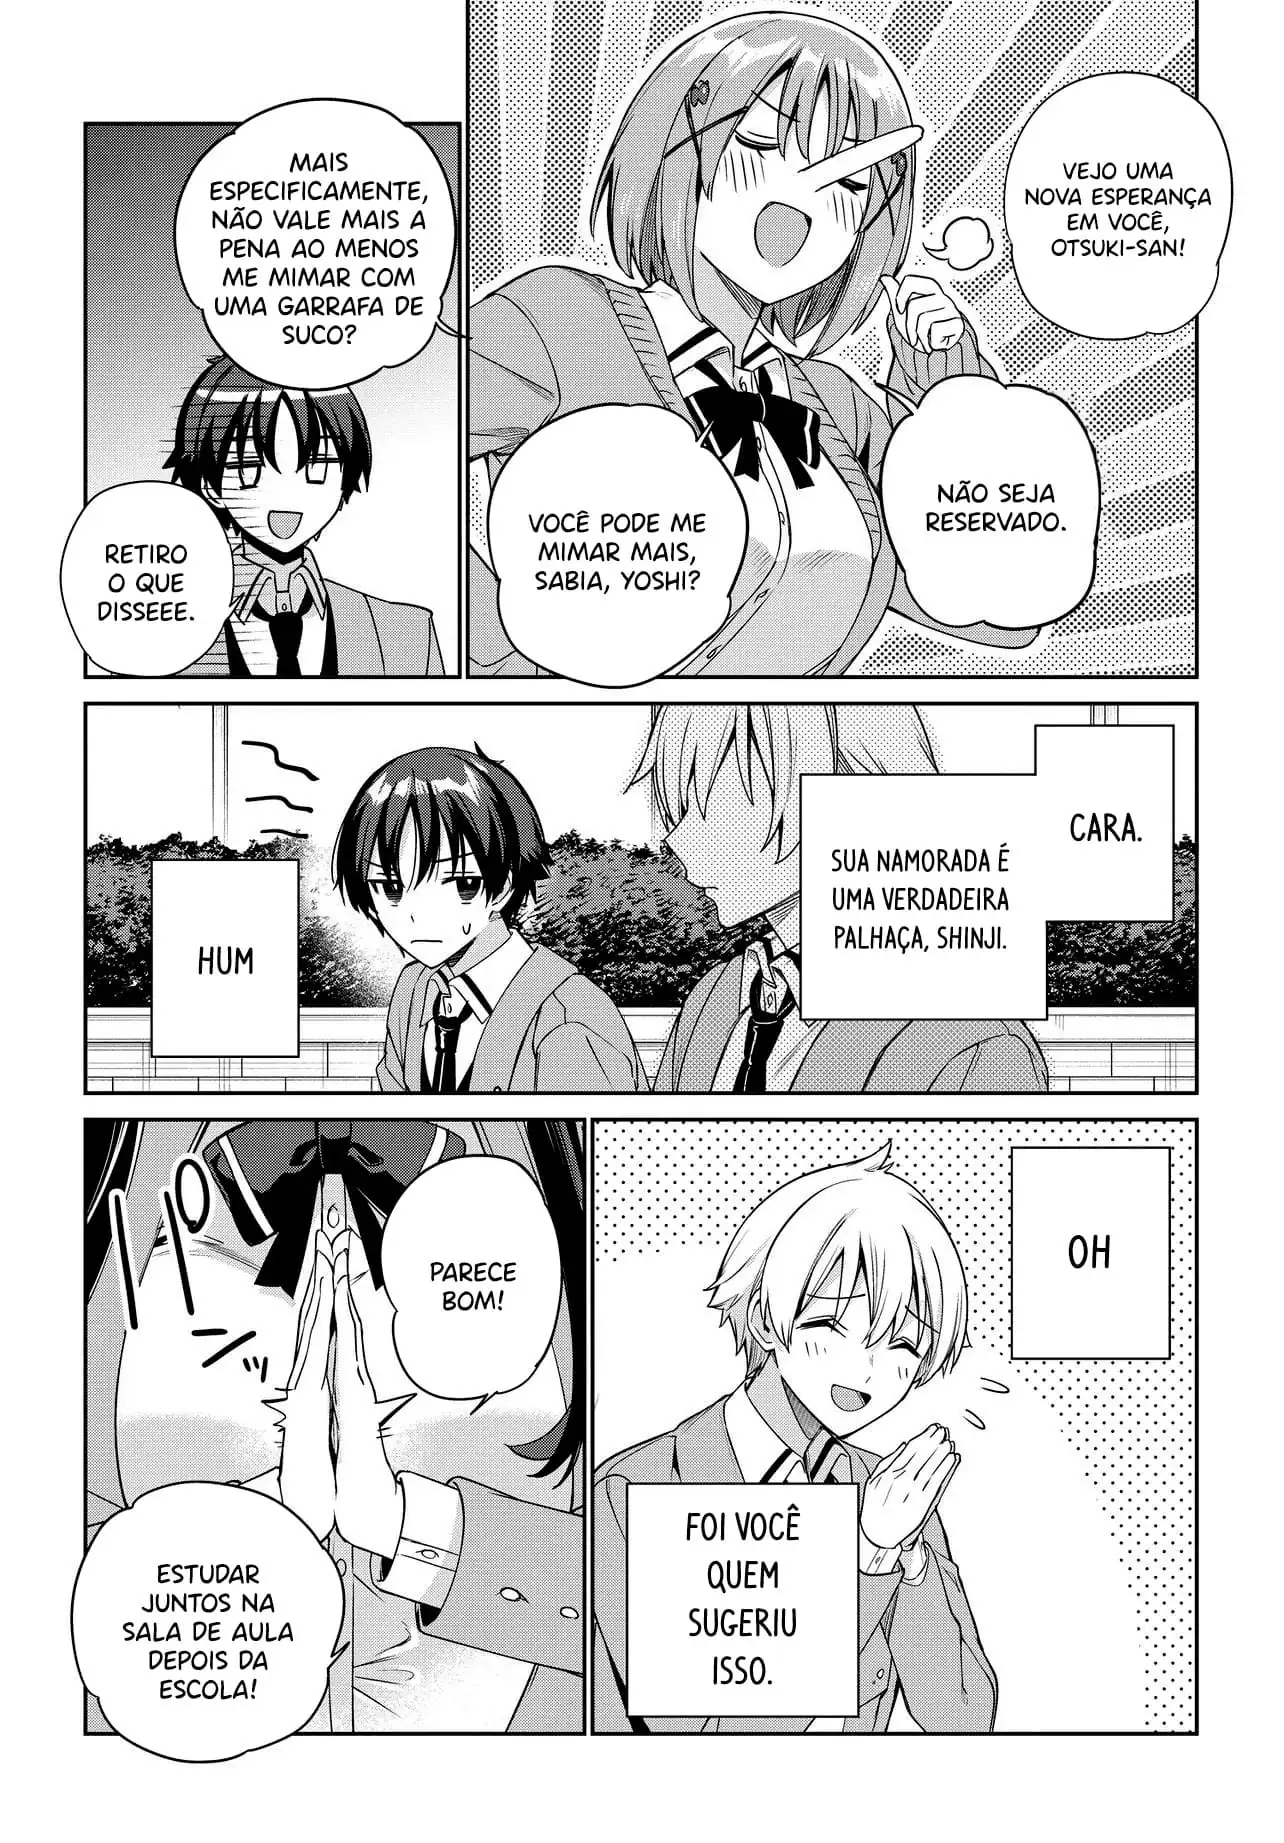 VEJO UMA
NOVA ESPERANÇA
EM VOCÊ,
OTSUKI-SAN!
NÃO SEJA
RESERVADO.
VOCÊ PODE ME
MIMAR MAIS,
SABIA, YOSHI?
MAIS
ESPECIFICAMENTE,
NÃO VALE MAIS A
PENA AO MENOS
ME MIMAR COM
UMA GARRAFA DE
SUCO?
RETIRO
O QUE
DISSEEE.
CARA.
SUA NAMORADA É
UMA VERDADEIRA
PALHAÇA, SHINJI.
HUM
OH
FOI VOCÊ
QUEM
SUGERIU
ISSO.
PARECE
BOM!
パンッ
ESTUDAR
JUNTOS NA
SALA DE AULA
DEPOIS DA
ESCOLA!